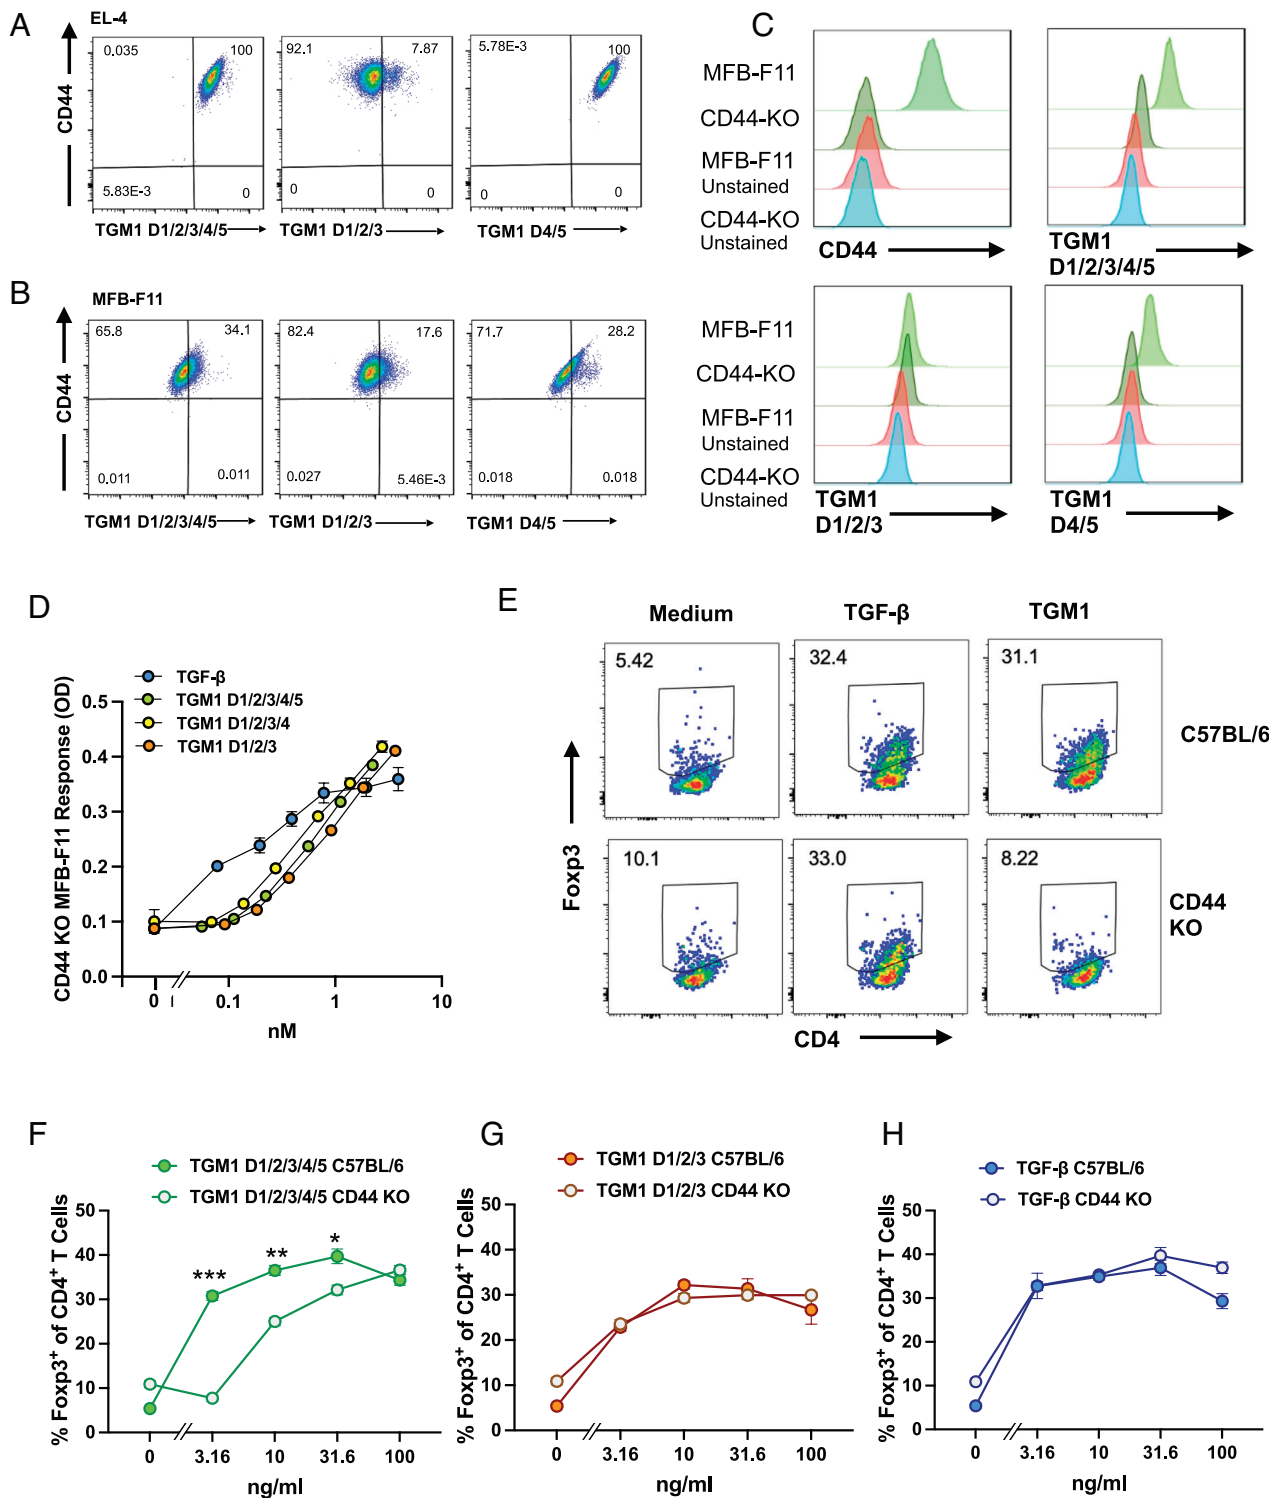 A
EL-4
CD44
0.035
100
5.83E-3
0
92.1
7.87
0
0
5.78E-3
100
0
0
TGM1 D1/2/3/4/5
TGM1 D1/2/3
TGM1 D4/5
B
MFB-F11
CD44
65.8
34.1
0.011
0.011
82.4
17.6
0.027
5.46E-3
71.7
28.2
0.018
0.018
TGM1 D1/2/3/4/5
TGM1 D1/2/3
TGM1 D4/5
C
MFB-F11
CD44-KO
MFB-F11
Unstained
CD44-KO
Unstained
CD44
TGM1
D1/2/3/4/5
MFB-F11
CD44-KO
MFB-F11
Unstained
CD44-KO
Unstained
TGM1
D1/2/3
TGM1
D4/5
D
TGF-β
TGM1 D1/2/3/4/5
TGM1 D1/2/3/4
TGM1 D1/2/3
CD44 KO MFB-F11 Response (OD)
0.5
0.4
0.3
0.2
0.1
0.0
0
0.1
1
10
nM
E
Medium
TGF-β
TGM1
5.42
32.4
31.1
C57BL/6
10.1
33.0
8.22
CD44
KO
Foxp3
CD4
F
TGM1 D1/2/3/4/5 C57BL/6
TGM1 D1/2/3/4/5 CD44 KO
% Foxp3+ of CD4+ T Cells
50
40
30
20
10
0
***
**
*
0
3.16
10
31.6
100
ng/ml
G
TGM1 D1/2/3 C57BL/6
TGM1 D1/2/3 CD44 KO
% Foxp3+ of CD4+ T Cells
50
40
30
20
10
0
0
3.16
10
31.6
100
ng/ml
H
TGF-β C57BL/6
TGF-β CD44 KO
% Foxp3+ of CD4+ T Cells
50
40
30
20
10
0
0
3.16
10
31.6
100
ng/ml